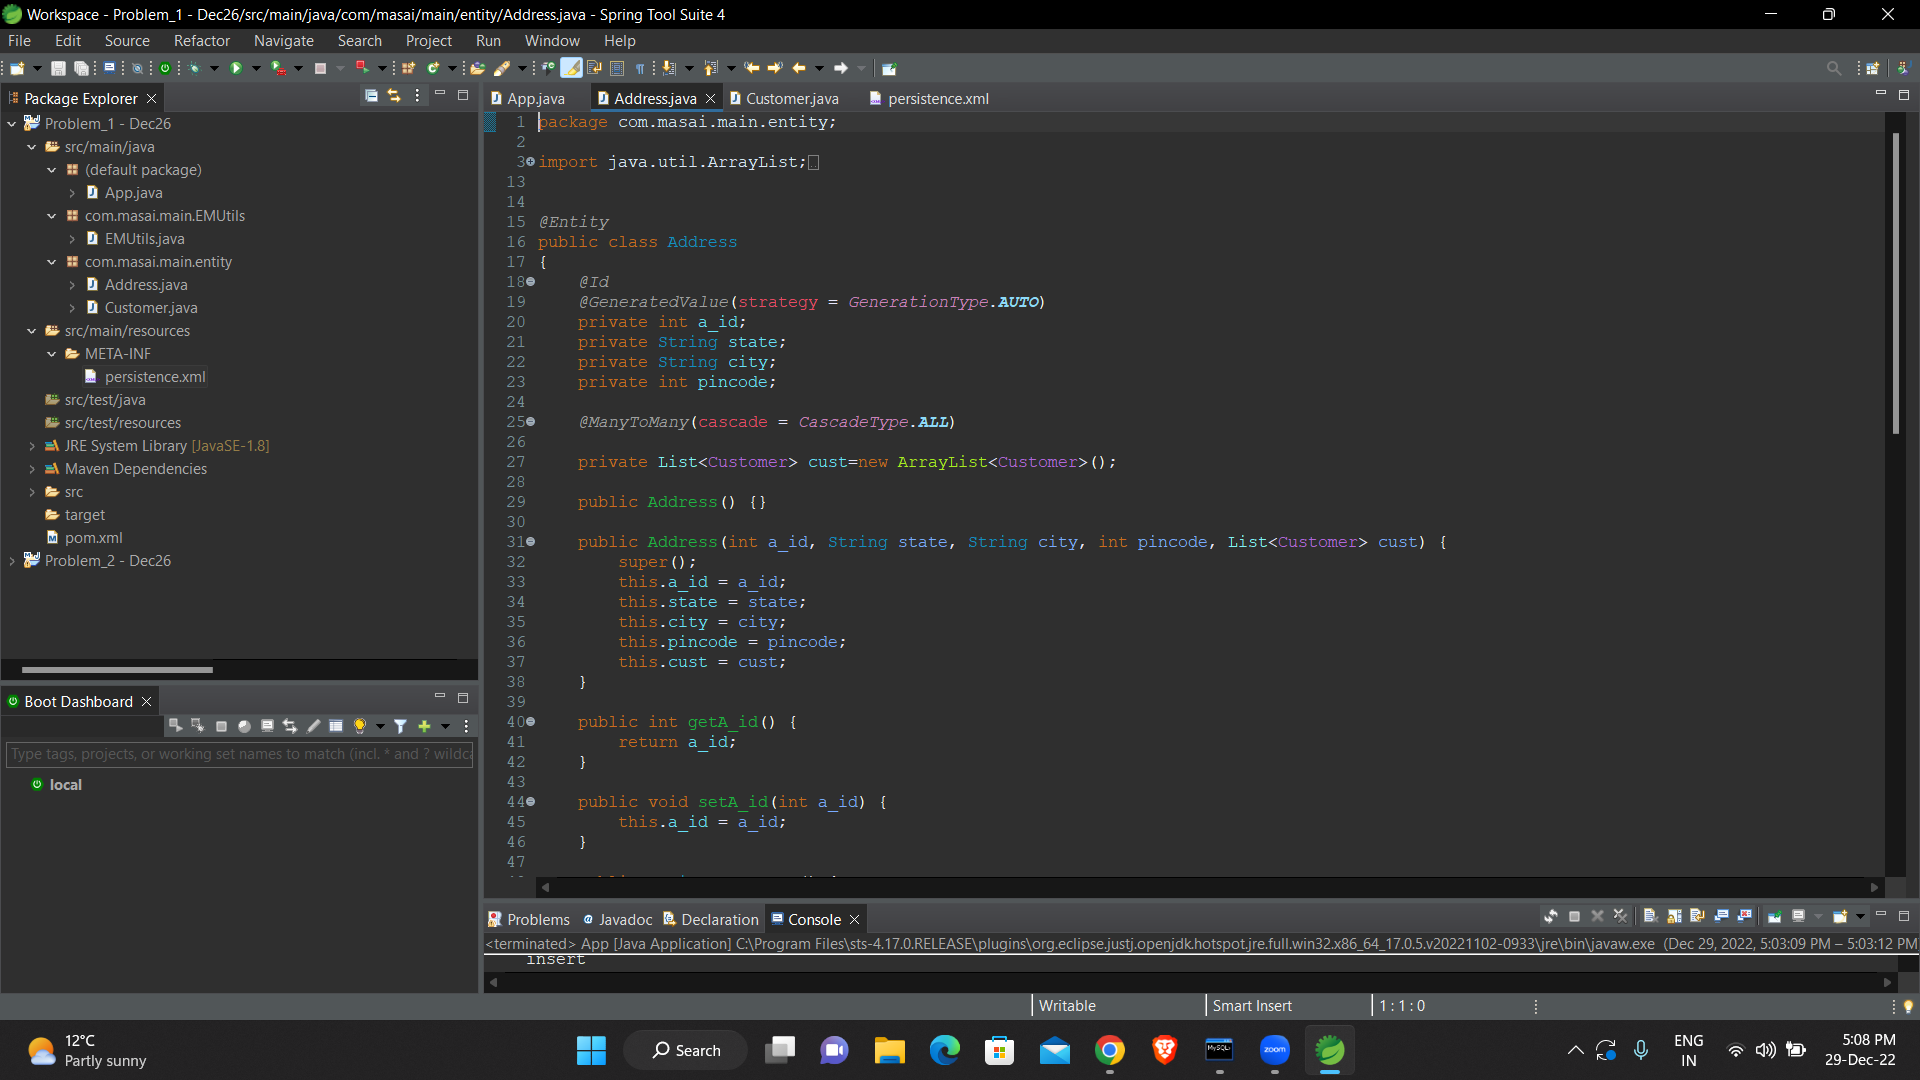 Workspace - Problem_1 - Dec26/src/main/java/com/masai/main/entity/Address.java - Spring Tool Suite 4
File Edit Source Refactor Navigate Search Project Run Window Help
Package Explorer
Problem_1 - Dec26
src/main/java
(default package)
App.java
com.masai.main.EMUtils
EMUtils.java
com.masai.main.entity
Address.java
Customer.java
src/main/resources
META-INF
persistence.xml
src/test/java
src/test/resources
JRE System Library [JavaSE-1.8]
Maven Dependencies
src
target
pom.xml
Problem_2 - Dec26
Boot Dashboard
Type tags, projects, or working set names to match (incl. * and ? wildca
local
App.java Address.java Customer.java persistence.xml
1 package com.masai.main.entity;
2
3 import java.util.ArrayList;
13
14
15 @Entity
16 public class Address
17 {
18 @Id
19 @GeneratedValue(strategy = GenerationType.AUTO)
20 private int a_id;
21 private String state;
22 private String city;
23 private int pincode;
24
25 @ManyToMany(cascade = CascadeType.ALL)
26
27 private List<Customer> cust=new ArrayList<Customer>();
28
29 public Address() {}
30
31 public Address(int a_id, String state, String city, int pincode, List<Customer> cust) {
32 super();
33 this.a_id = a_id;
34 this.state = state;
35 this.city = city;
36 this.pincode = pincode;
37 this.cust = cust;
38 }
39
40 public int getA_id() {
41 return a_id;
42 }
43
44 public void setA_id(int a_id) {
45 this.a_id = a_id;
46 }
47
Problems Javadoc Declaration Console
<terminated> App [Java Application] C:\Program Files\sts-4.17.0.RELEASE\plugins\org.eclipse.justj.openjdk.hotspot.jre.full.win32.x86_64_17.0.5.v20221102-0933\jre\bin\javaw.exe (Dec 29, 2022, 5:03:09 PM – 5:03:12 PM
insert
Writable Smart Insert 1 : 1 : 0
12°C
Partly sunny
Search
MySQL
zoom
ENG
IN
5:08 PM
29-Dec-22